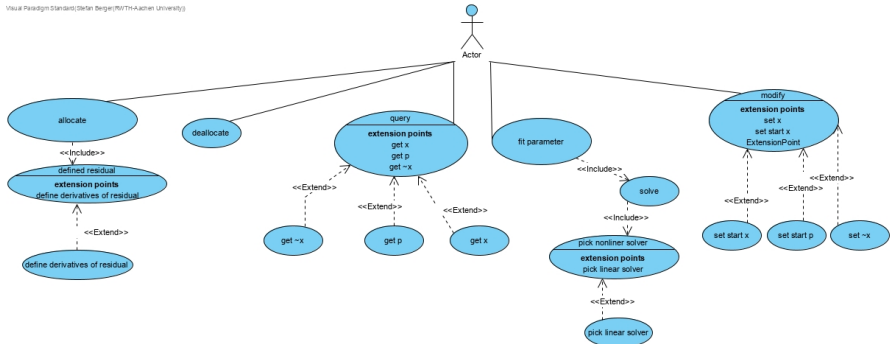 Visual Paradigm Standard(Stefan Berger(RWTH-Aachen University))
Actor
allocate
<<Include>>
defined residual
extension points
define derivatives of residual
<<Extend>>
define derivatives of residual
deallocate
query
extension points
get x
get p
get ~x
<<Extend>>
<<Extend>>
<<Extend>>
get ~x
get p
get x
fit parameter
<<Include>>
solve
<<Include>>
pick nonliner solver
extension points
pick linear solver
<<Extend>>
pick linear solver
modify
extension points
set x
set start x
ExtensionPoint
<<Extend>>
<<Extend>>
<<Extend>>
set start x
set start p
set ~x